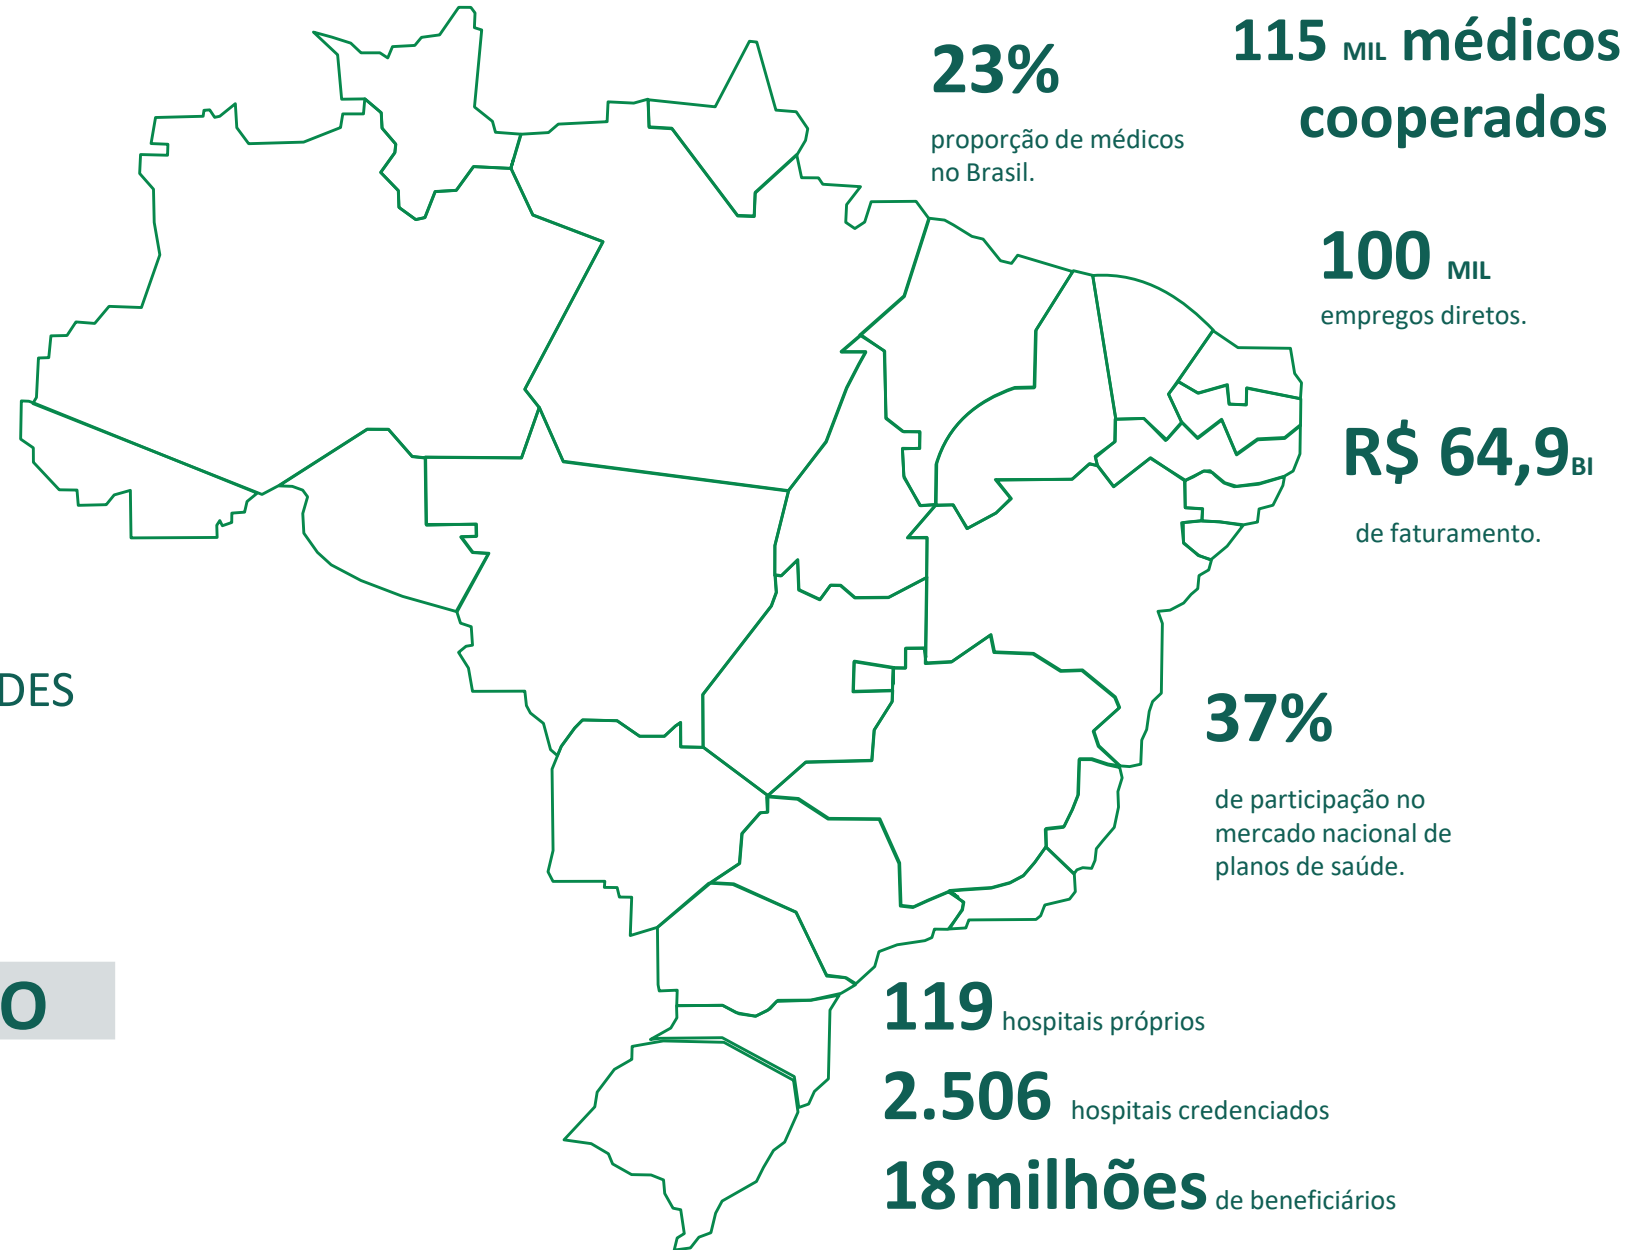 23%
proporção de médicos
no Brasil.
115 MIL médicos
cooperados
100 MIL
empregos diretos.
R$ 64,9BI
de faturamento.
DES
37%
de participação no
mercado nacional de
planos de saúde.
O
119 hospitais próprios
2.506 hospitais credenciados
18 milhões de beneficiários